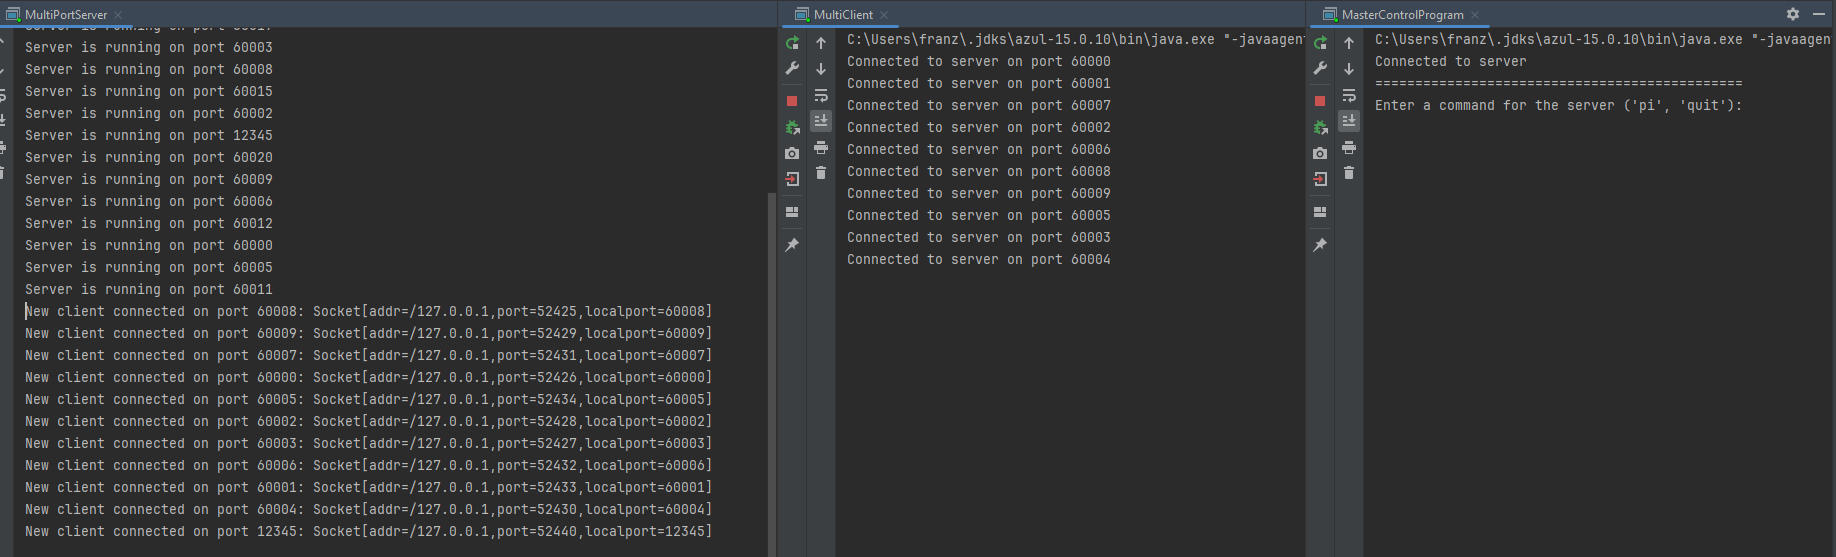 MultiPortServer
Server is running on port 60003
Server is running on port 60008
Server is running on port 60015
Server is running on port 60002
Server is running on port 12345
Server is running on port 60020
Server is running on port 60009
Server is running on port 60006
Server is running on port 60012
Server is running on port 60000
Server is running on port 60005
Server is running on port 60011
New client connected on port 60008: Socket[addr=/127.0.0.1,port=52425,localport=60008]
New client connected on port 60009: Socket[addr=/127.0.0.1,port=52429,localport=60009]
New client connected on port 60007: Socket[addr=/127.0.0.1,port=52431,localport=60007]
New client connected on port 60000: Socket[addr=/127.0.0.1,port=52426,localport=60000]
New client connected on port 60005: Socket[addr=/127.0.0.1,port=52434,localport=60005]
New client connected on port 60002: Socket[addr=/127.0.0.1,port=52428,localport=60002]
New client connected on port 60003: Socket[addr=/127.0.0.1,port=52427,localport=60003]
New client connected on port 60006: Socket[addr=/127.0.0.1,port=52432,localport=60006]
New client connected on port 60001: Socket[addr=/127.0.0.1,port=52433,localport=60001]
New client connected on port 60004: Socket[addr=/127.0.0.1,port=52430,localport=60004]
New client connected on port 12345: Socket[addr=/127.0.0.1,port=52440,localport=12345]
MultiClient
C:\Users\franz\.jdks\azul-15.0.10\bin\java.exe "-javaagen
Connected to server on port 60000
Connected to server on port 60001
Connected to server on port 60007
Connected to server on port 60002
Connected to server on port 60006
Connected to server on port 60008
Connected to server on port 60009
Connected to server on port 60005
Connected to server on port 60003
Connected to server on port 60004
MasterControlProgram
C:\Users\franz\.jdks\azul-15.0.10\bin\java.exe "-javaagen
Connected to server
==============================================
Enter a command for the server ('pi', 'quit'):